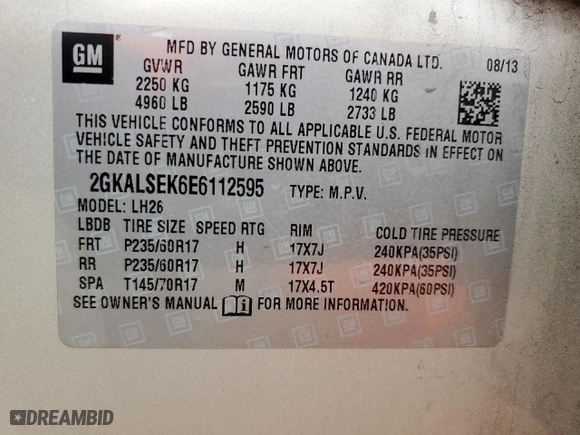 GM
MFD BY GENERAL MOTORS OF CANADA LTD. 08/13
GVWR GAWR FRT GAWR RR
2250 KG 1175 KG 1240 KG
4960 LB 2590 LB 2733 LB
THIS VEHICLE CONFORMS TO ALL APPLICABLE U.S. FEDERAL MOTOR
VEHICLE SAFETY AND THEFT PREVENTION STANDARDS IN EFFECT ON
THE DATE OF MANUFACTURE SHOWN ABOVE.
2GKALSEK6E6112595 TYPE: M.P.V.
MODEL: LH26
LBDB TIRE SIZE SPEED RTG RIM COLD TIRE PRESSURE
FRT P235/60R17 H 17X7J 240KPA(35PSI)
RR P235/60R17 H 17X7J 240KPA(35PSI)
SPA T145/70R17 M 17X4.5T 420KPA(60PSI)
SEE OWNER'S MANUAL FOR MORE INFORMATION.
DREAMBID